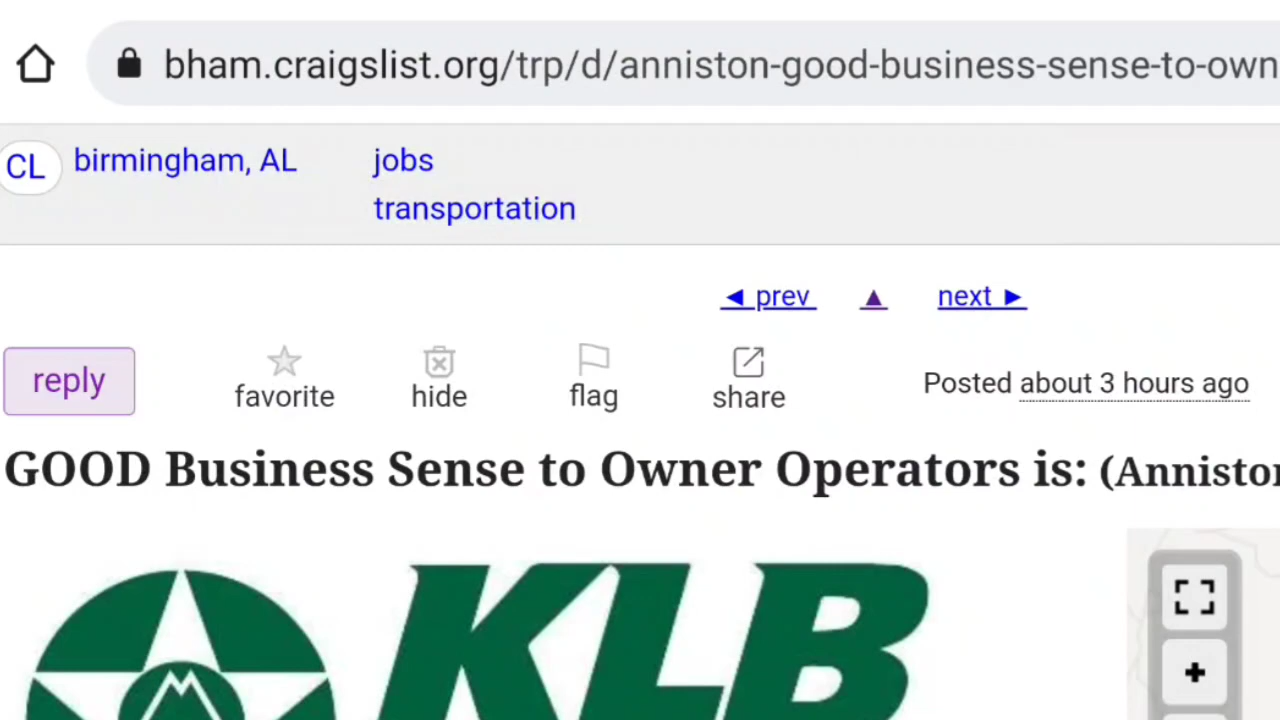 bham.craigslist.org/trp/d/anniston-good-business-sense-to-own
CL birmingham, AL jobs
transportation
◄ prev ▲ next ►
reply favorite hide flag share Posted about 3 hours ago
GOOD Business Sense to Owner Operators is: (Anniston
KLB
+